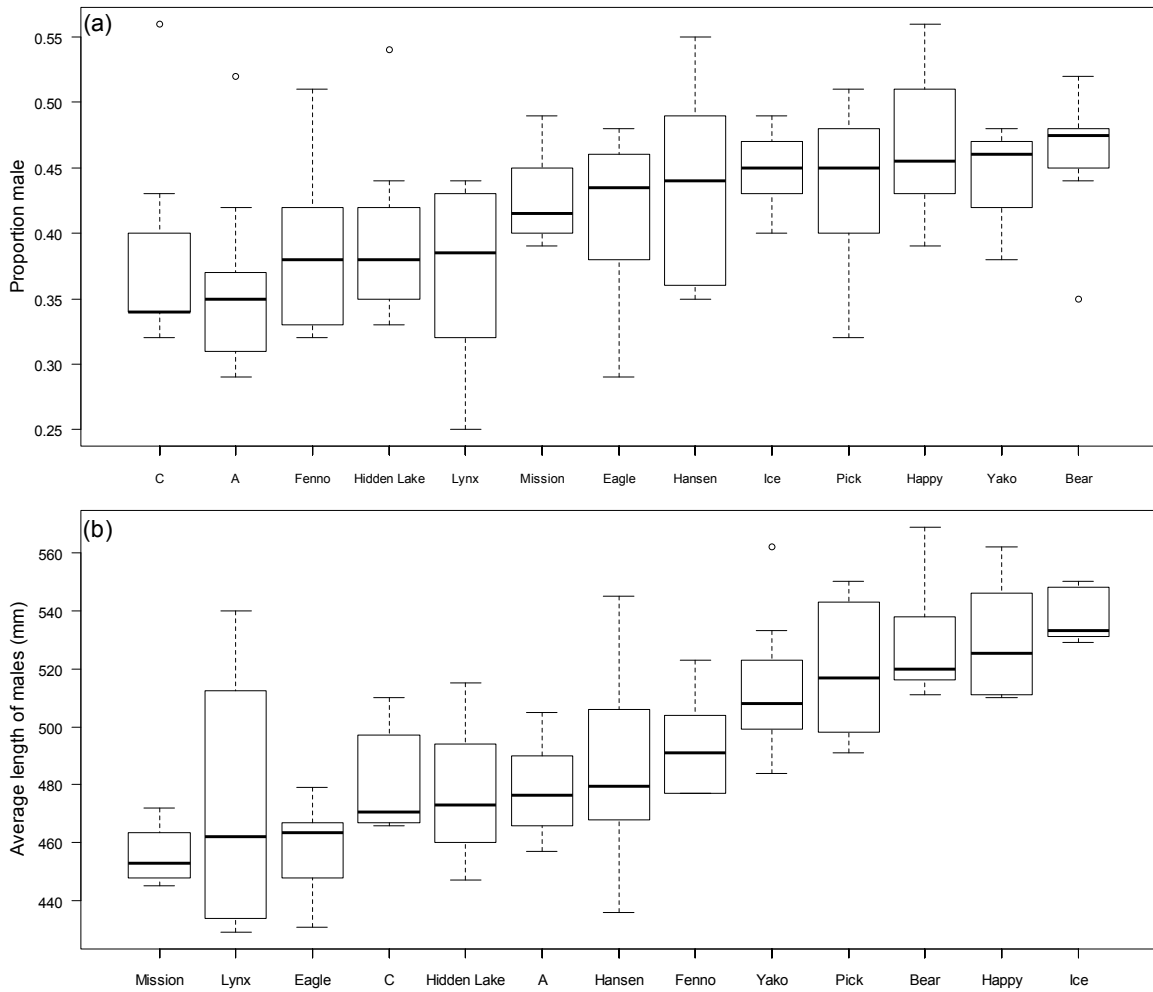 (a)
Proportion male
0.55
0.50
0.45
0.40
0.35
0.30
0.25
C A Fenno Hidden Lake Lynx Mission Eagle Hansen Ice Pick Happy Yako Bear
(b)
Average length of males (mm)
560
540
520
500
480
460
440
Mission Lynx Eagle C Hidden Lake A Hansen Fenno Yako Pick Bear Happy Ice